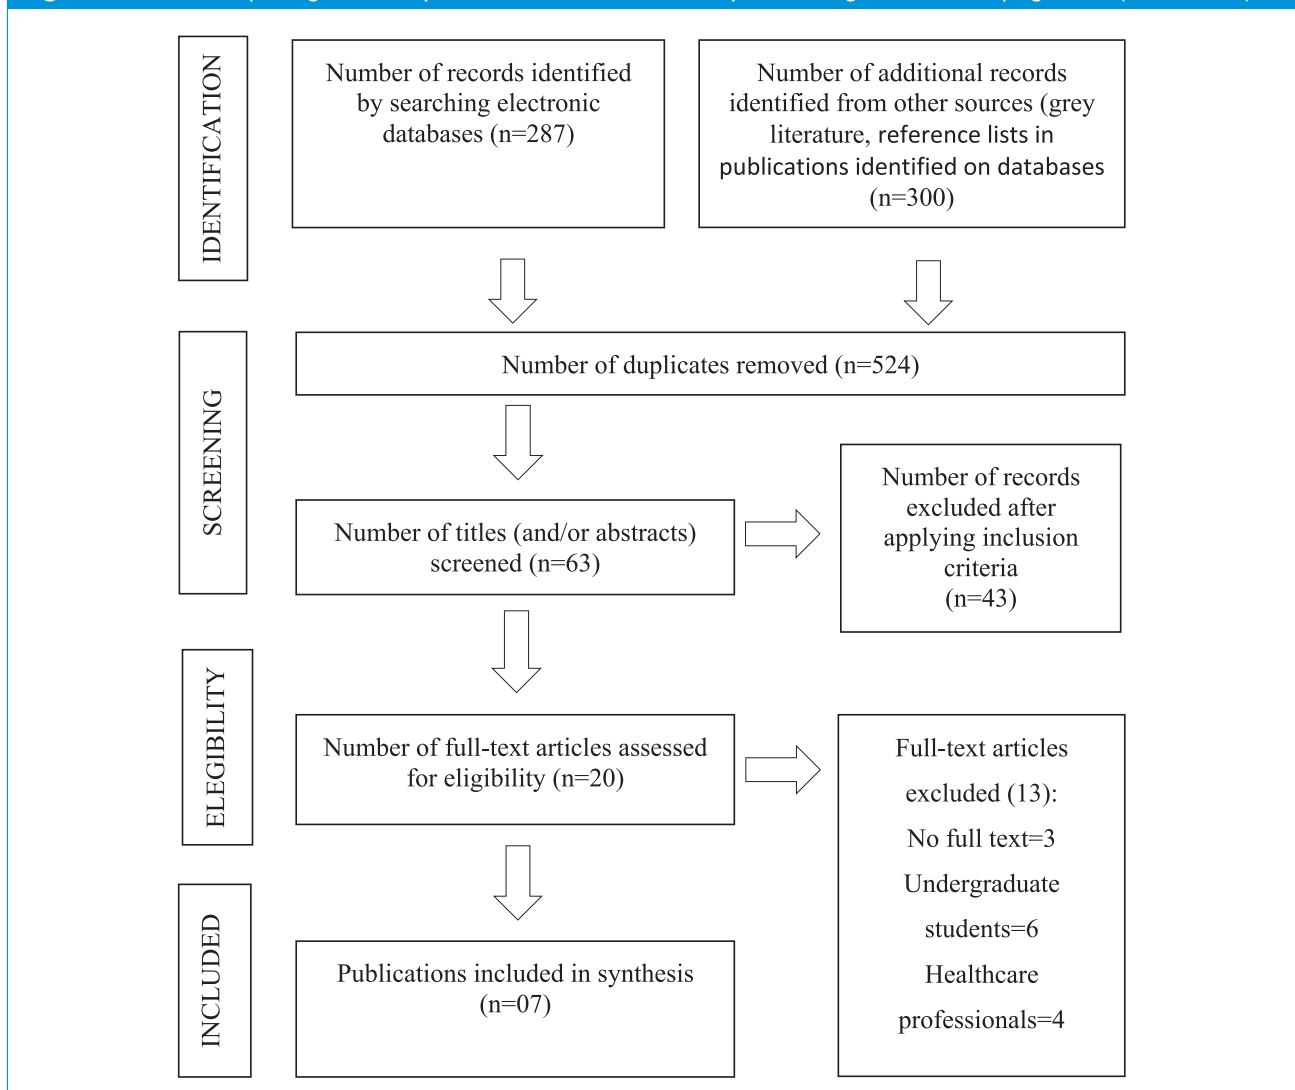 IDENTIFICATION
Number of records identified
by searching electronic
databases (n=287)
Number of additional records
identified from other sources (grey
literature, reference lists in
publications identified on databases
(n=300)
SCREENING
Number of duplicates removed (n=524)
Number of titles (and/or abstracts)
screened (n=63)
Number of records
excluded after
applying inclusion
criteria
(n=43)
ELEGIBILITY
Number of full-text articles assessed
for eligibility (n=20)
Full-text articles
excluded (13):
No full text=3
Undergraduate
students=6
Healthcare
professionals=4
INCLUDED
Publications included in synthesis
(n=07)